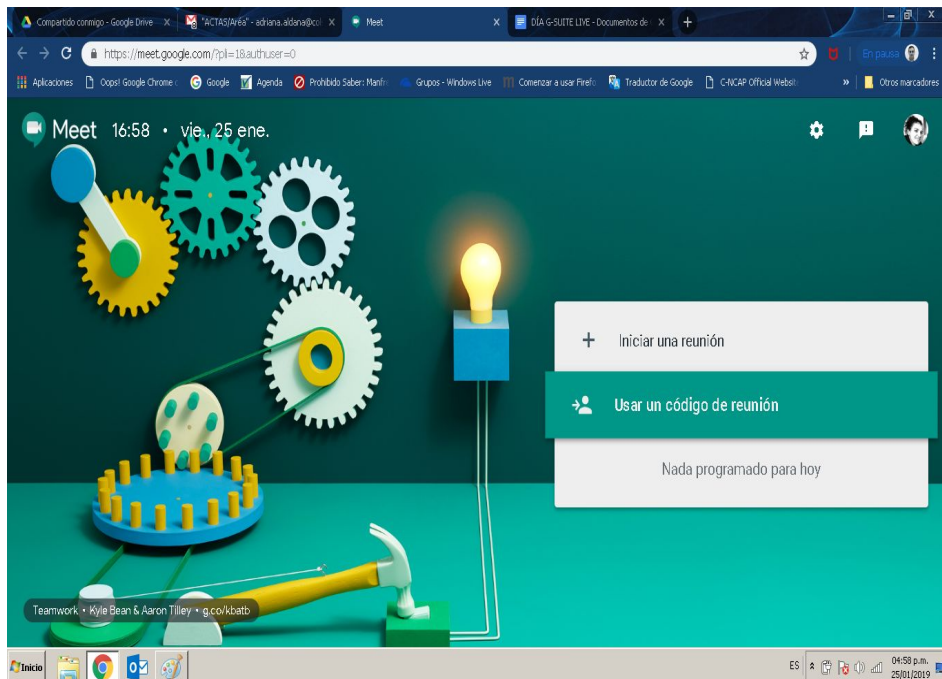 Compartido conmigo - Google Drive
"ACTAS/Área" - adriana.aldana@col
Meet
DÍA G-SUITE LIVE - Documentos de
https://meet.google.com/?pli=1&authuser=0
En pausa
Aplicaciones
Oops! Google Chrome
Google
Agenda
Prohibido Saber: Manfr
Grupos - Windows Live
Comenzar a usar Firefo
Traductor de Google
C-NCAP Official Websit
»
Otros marcadores
Meet 16:58 • vie., 25 ene.
Iniciar una reunión
Usar un código de reunión
Nada programado para hoy
Teamwork • Kyle Bean & Aaron Tilley • g.co/kbatb
Inicio
ES
04:58 p.m.
25/01/2019